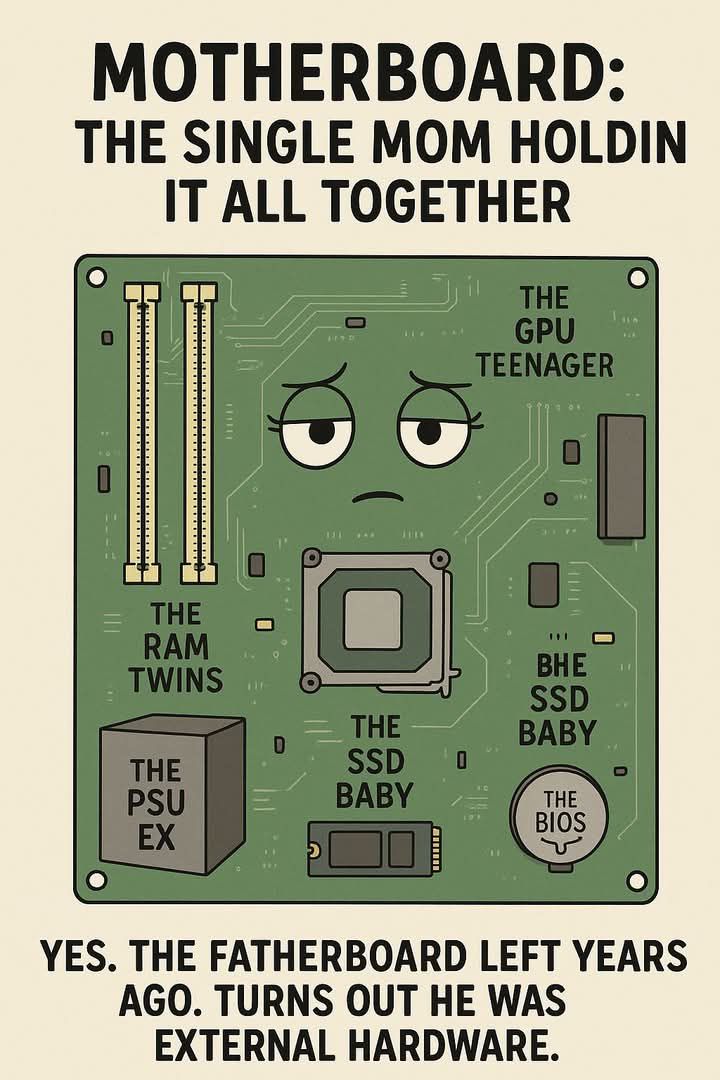 MOTHERBOARD:
THE SINGLE MOM HOLDIN
IT ALL TOGETHER
THE
GPU
TEENAGER
THE
RAM
TWINS
BHE
SSD
BABY
THE
PSU
EX
THE
SSD
BABY
THE
BIOS
YES. THE FATHERBOARD LEFT YEARS
AGO. TURNS OUT HE WAS
EXTERNAL HARDWARE.